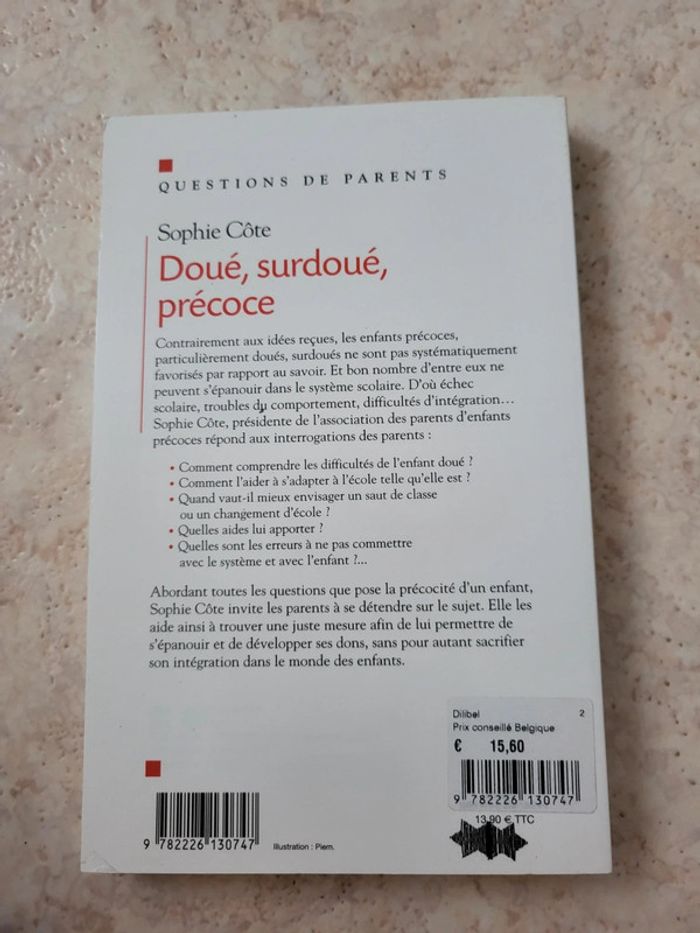 QUESTIONS DE PARENTS
Sophie Côte
Doué, surdoué,
précoce
Contrairement aux idées reçues, les enfants précoces,
particulièrement doués, surdoués ne sont pas systématiquement
favorisés par rapport au savoir. Et bon nombre d'entre eux ne
peuvent s'épanouir dans le système scolaire. D'où échec
scolaire, troubles du comportement, difficultés d'intégration...
Sophie Côte, présidente de l'association des parents d'enfants
précoces répond aux interrogations des parents :
• Comment comprendre les difficultés de l'enfant doué ?
• Comment l'aider à s'adapter à l'école telle qu'elle est ?
• Quand vaut-il mieux envisager un saut de classe
ou un changement d'école ?
• Quelles aides lui apporter ?
• Quelles sont les erreurs à ne pas commettre
avec le système et avec l'enfant ?...
Abordant toutes les questions que pose la précocité d'un enfant,
Sophie Côte invite les parents à se détendre sur le sujet. Elle les
aide ainsi à trouver une juste mesure afin de lui permettre de
s'épanouir et de développer ses dons, sans pour autant sacrifier
son intégration dans le monde des enfants.
Dilibel 2
Prix conseillé Belgique
€ 15,60
9 782226 130747
13,90 € TTC
9 782226 130747
Illustration : Piem.